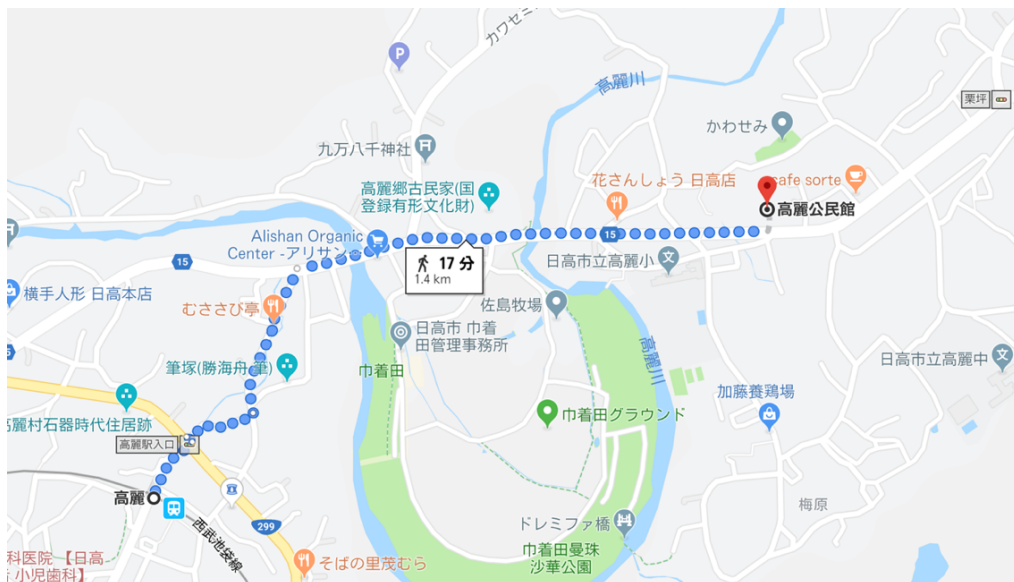 カワセミ
P
高麗川
栗坪
かわせみ
九万八千神社
高麗郷古民家(国
登録有形文化財)
花さんしょう 日高店
cafe sorte
高麗公民館
Alishan Organic
Center -アリサン
15
17 分
1.4 km
15
日高市立高麗小
文
横手人形 日高本店
むささび亭
佐島牧場
日高市 巾着
田管理事務所
高麗川
筆塚(勝海舟 筆)
巾着田
日高市立高麗中
文
加藤養鶏場
高麗村石器時代住居跡
巾着田グラウンド
高麗駅入口
高麗
299
西武池袋線
梅原
ドレミファ橋
巾着田曼珠
沙華公園
そばの里茂むら
科医院 【日高
小児歯科】